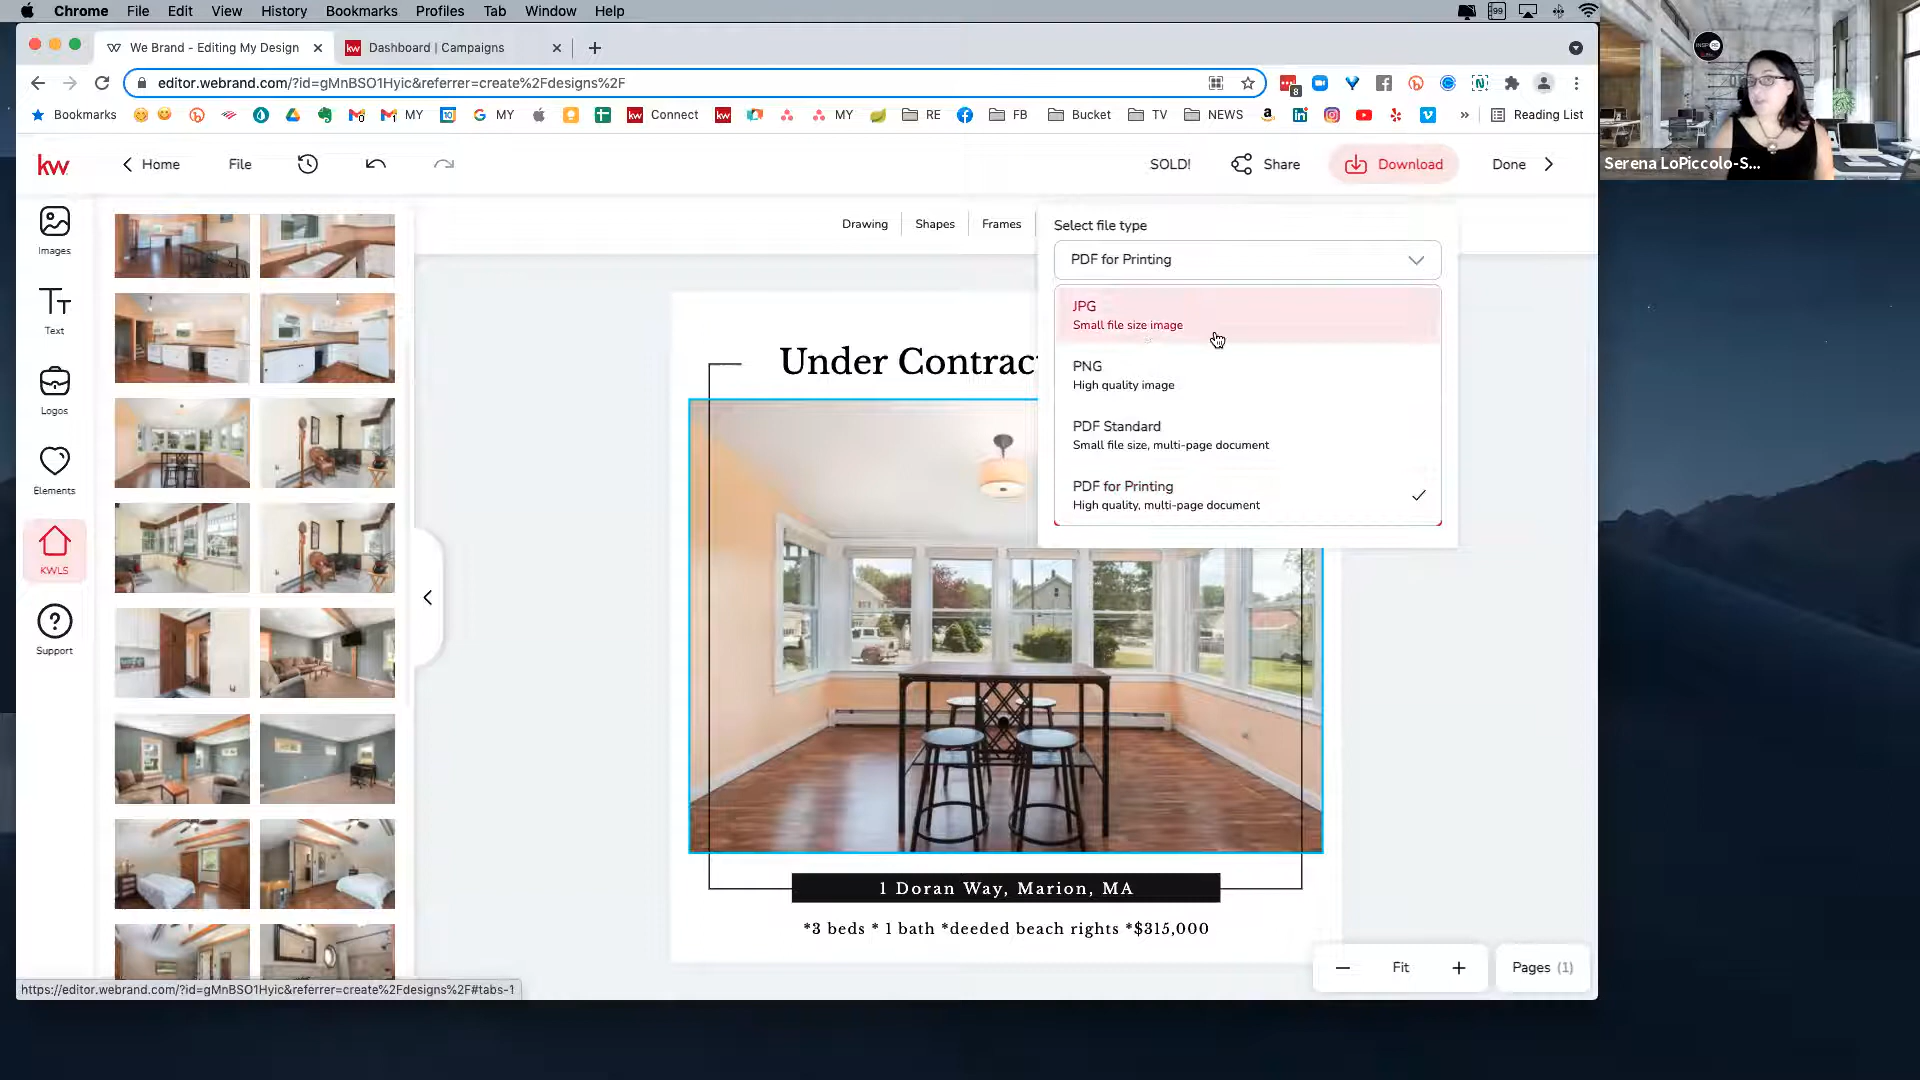 Chrome File Edit View History Bookmarks Profiles Tab Window Help
We Brand - Editing My Design
kw Dashboard | Campaigns
editor.webrand.com/?id=gMnBSO1Hyic&referrer=create%2Fdesigns%2F
8
Bookmarks MY MY kw Connect kw MY RE FB Bucket TV NEWS » Reading List
kw Home File SOLD! Share Download Done
Images
Text
Logos
Elements
KWLS
Support
Drawing Shapes Frames
Select file type
PDF for Printing
JPG
Small file size image
PNG
High quality image
PDF Standard
Small file size, multi-page document
PDF for Printing
High quality, multi-page document
Under Contrac
1 Doran Way, Marion, MA
*3 beds * 1 bath *deeded beach rights *$315,000
Fit
Pages (1)
https://editor.webrand.com/?id=gMnBSO1Hyic&referrer=create%2Fdesigns%2F#tabs-1
Serena LoPiccolo-S...